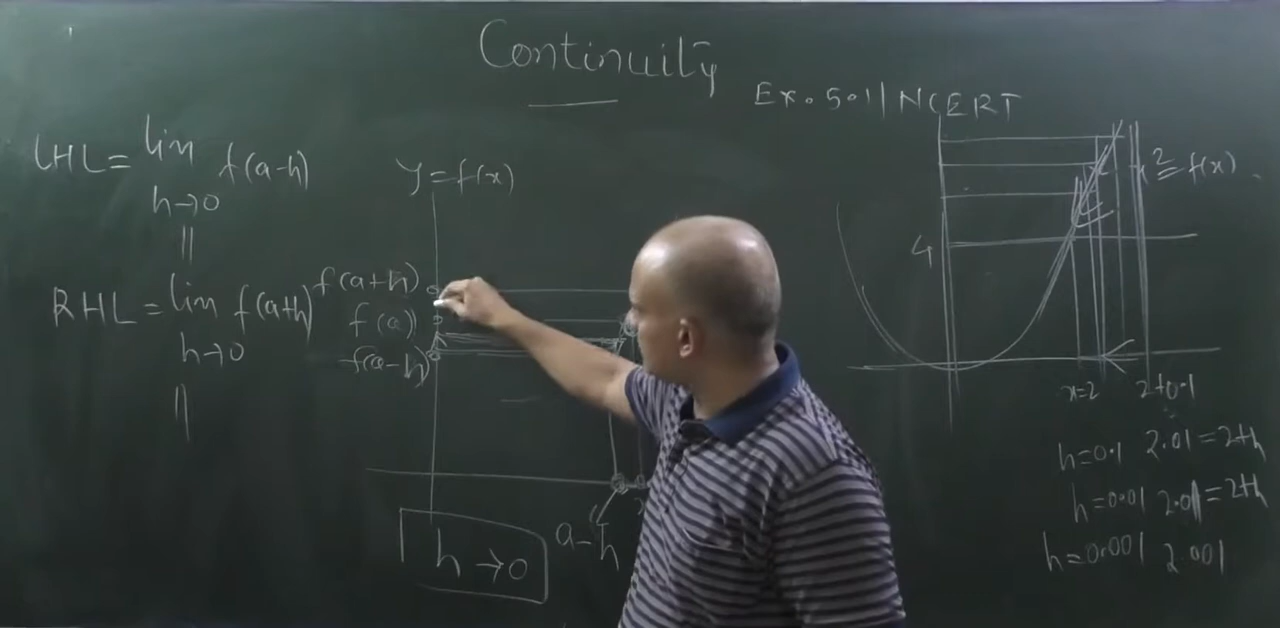 Continuity
Ex. 5.1 | NCERT
LHL = lim f(a-h)
h→0
||
RHL = lim f(a+h)
h→0
||
y = f(x)
f(a+h)
f(a)
f(a-h)
a-h
h→0
x² = f(x)
4
x=2 2+0.1
h=0.1 2.01=2+h
h=0.01 2.01=2+h
h=0.001 2.001